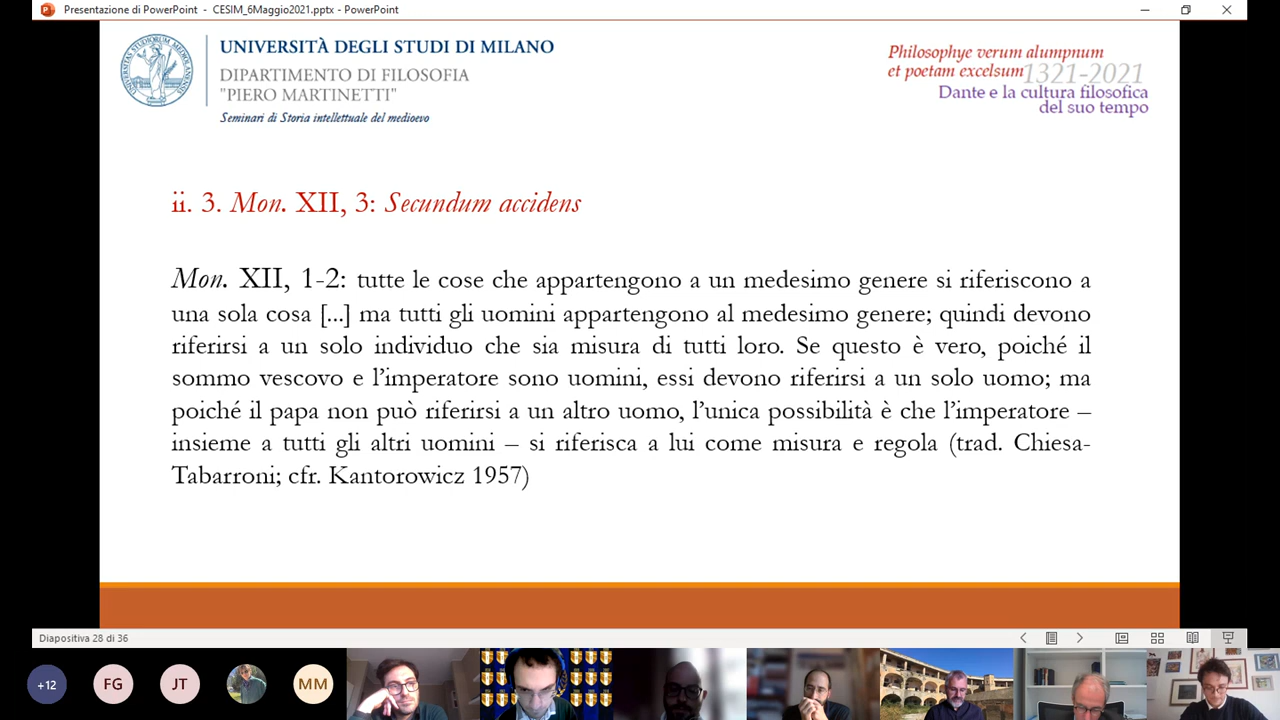 Presentazione di PowerPoint - CESIM_6Maggio2021.pptx - PowerPoint
UNIVERSITÀ DEGLI STUDI DI MILANO
DIPARTIMENTO DI FILOSOFIA
"PIERO MARTINETTI"
Seminari di Storia intellettuale del medioevo
Philosophye verum alumpnum
et poetam excelsum 1321-2021
Dante e la cultura filosofica
del suo tempo
ii. 3. Mon. XII, 3: Secundum accidens
Mon. XII, 1-2: tutte le cose che appartengono a un medesimo genere si riferiscono a
una sola cosa [...] ma tutti gli uomini appartengono al medesimo genere; quindi devono
riferirsi a un solo individuo che sia misura di tutti loro. Se questo è vero, poiché il
sommo vescovo e l’imperatore sono uomini, essi devono riferirsi a un solo uomo; ma
poiché il papa non può riferirsi a un altro uomo, l’unica possibilità è che l’imperatore –
insieme a tutti gli altri uomini – si riferisca a lui come misura e regola (trad. Chiesa-
Tabarroni; cfr. Kantorowicz 1957)
Diapositiva 28 di 36
+12
FG
JT
MM